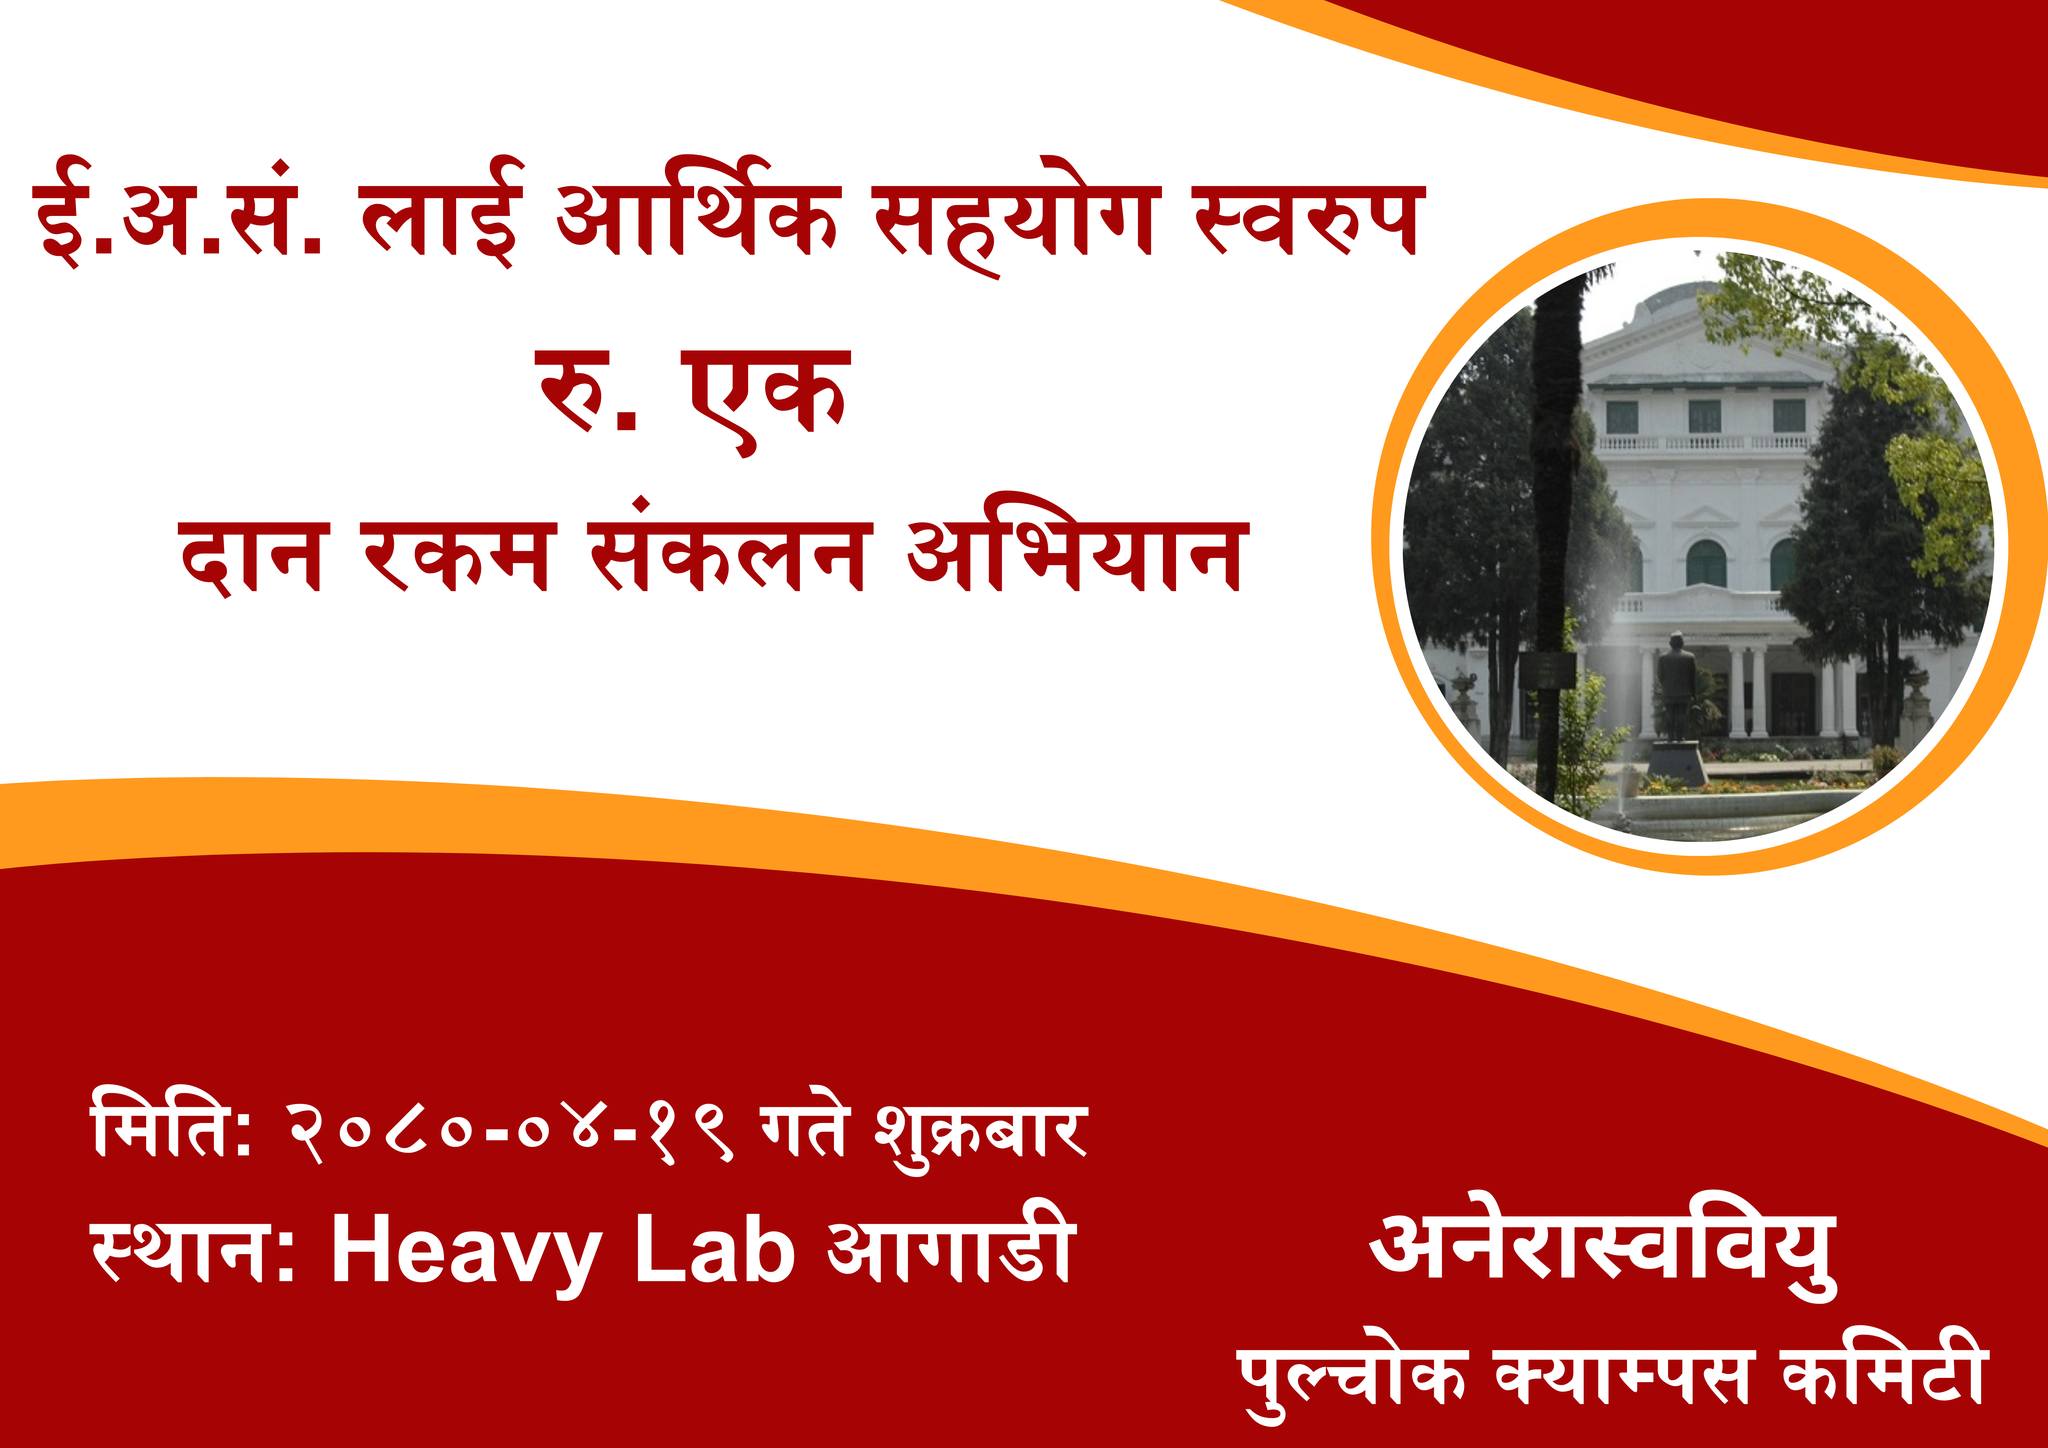 ई.अ.सं. लाई आर्थिक सहयोग स्वरुप
रु. एक
दान रकम संकलन अभियान
मिति: २०८०-०४-१९ गते शुक्रबार
स्थान: Heavy Lab आगाडी
अनेरास्ववियु
पुल्चोक क्याम्पस कमिटी